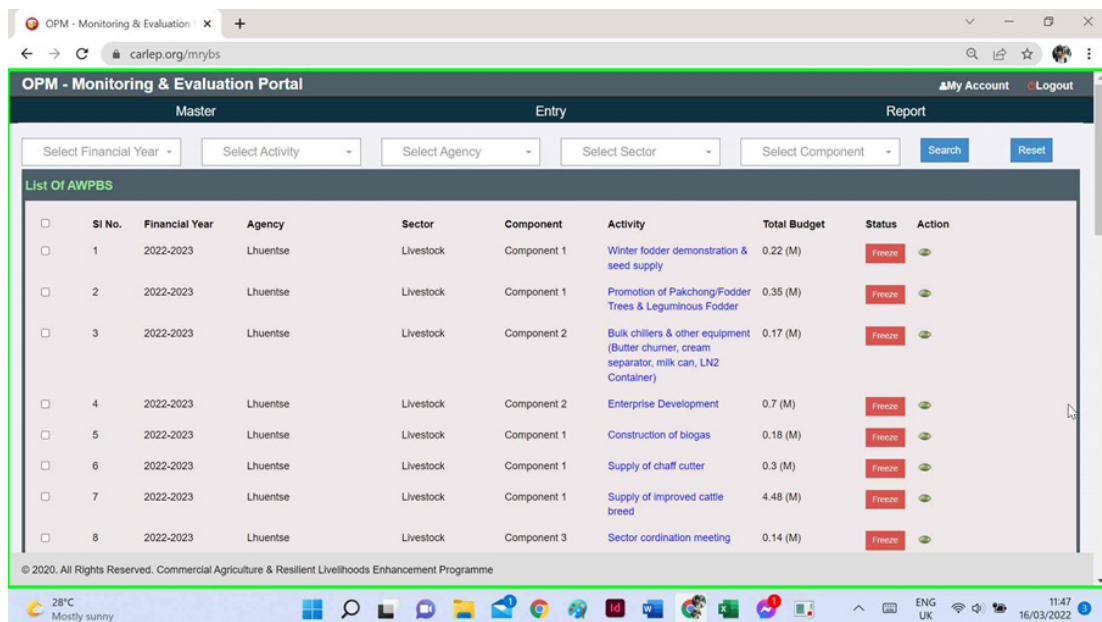 OPM - Monitoring & Evaluation
carlep.org/mrybs
OPM - Monitoring & Evaluation Portal
My Account Logout
Master Entry Report
Select Financial Year Select Activity Select Agency Select Sector Select Component Search Reset
List Of AWPBS
SI No. Financial Year Agency Sector Component Activity Total Budget Status Action
1 2022-2023 Lhuentse Livestock Component 1 Winter fodder demonstration & 0.22 (M) Freeze
seed supply
2 2022-2023 Lhuentse Livestock Component 1 Promotion of Pakchong/Fodder 0.35 (M) Freeze
Trees & Leguminous Fodder
3 2022-2023 Lhuentse Livestock Component 2 Bulk chillers & other equipment 0.17 (M) Freeze
(Butter churner, cream
separator, milk can, LN2
Container)
4 2022-2023 Lhuentse Livestock Component 2 Enterprise Development 0.7 (M) Freeze
5 2022-2023 Lhuentse Livestock Component 1 Construction of biogas 0.18 (M) Freeze
6 2022-2023 Lhuentse Livestock Component 1 Supply of chaff cutter 0.3 (M) Freeze
7 2022-2023 Lhuentse Livestock Component 1 Supply of improved cattle 4.48 (M) Freeze
breed
8 2022-2023 Lhuentse Livestock Component 3 Sector cordination meeting 0.14 (M) Freeze
© 2020. All Rights Reserved. Commercial Agriculture & Resilient Livelihoods Enhancement Programme
28°C
Mostly sunny
Id
ENG
UK
11:47
16/03/2022
3